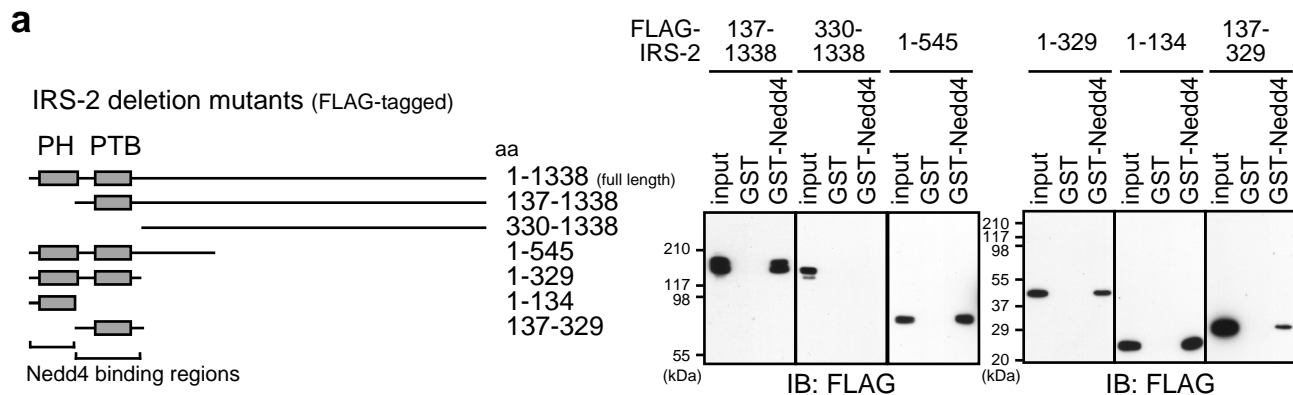 a
IRS-2 deletion mutants (FLAG-tagged)
PH PTB
aa
1-1338 (full length)
137-1338
330-1338
1-545
1-329
1-134
137-329
Nedd4 binding regions
FLAG-
IRS-2
137-
1338
330-
1338
1-545
input
GST
GST-Nedd4
input
GST
GST-Nedd4
input
GST
GST-Nedd4
210
117
98
55
(kDa)
IB: FLAG
1-329
1-134
137-
329
input
GST
GST-Nedd4
input
GST
GST-Nedd4
input
GST
GST-Nedd4
210
117
98
55
37
29
20
(kDa)
IB: FLAG